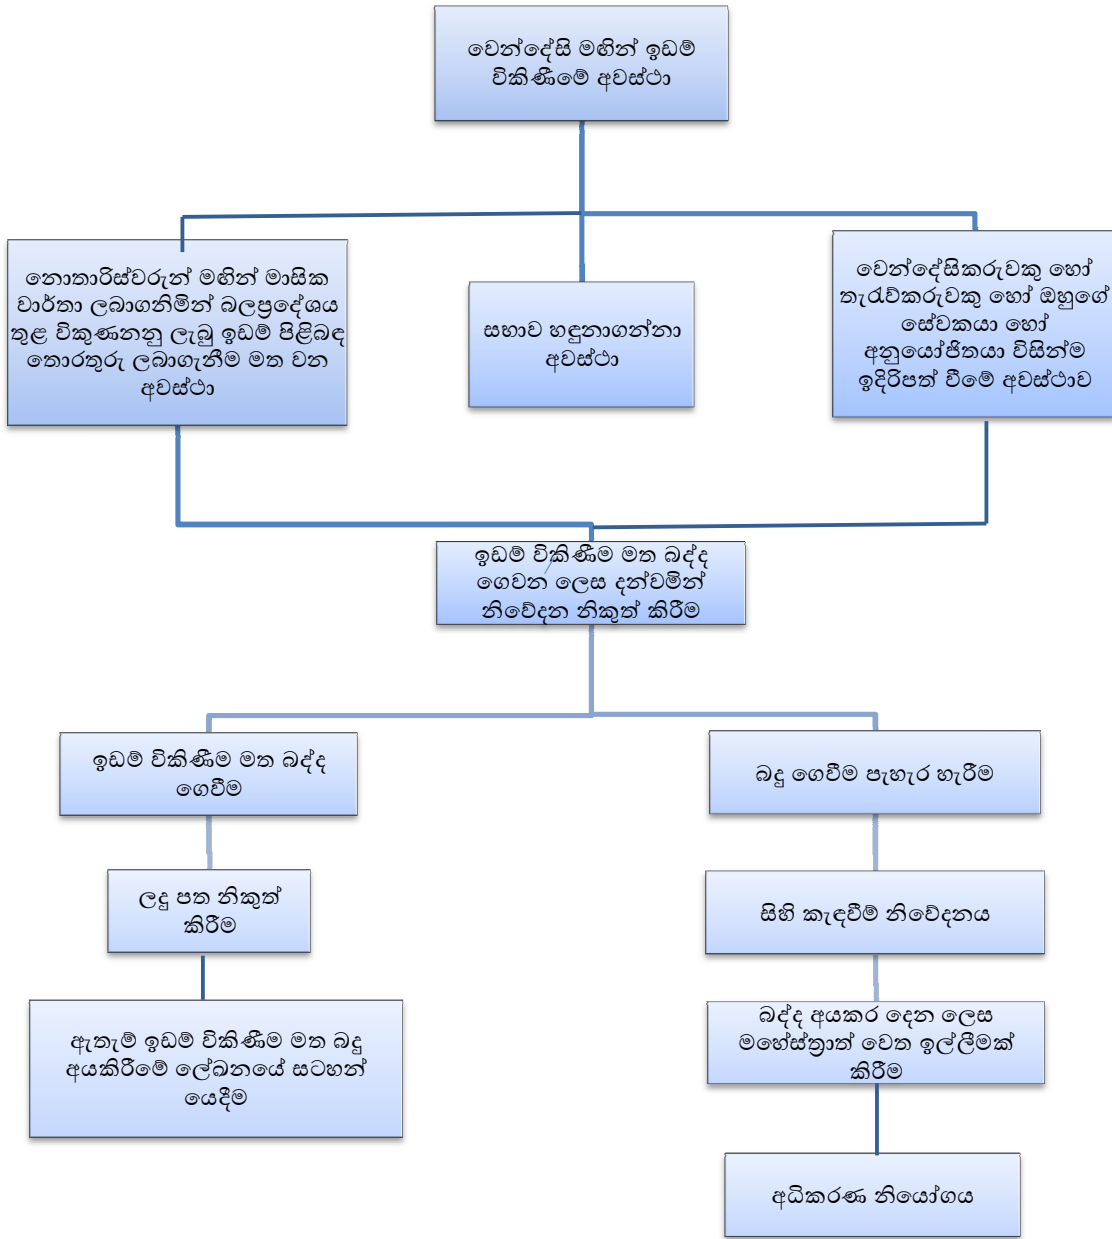 වෙන්දේසි මඟින් ඉඩම්
විකිණීමේ අවස්ථා
නොතාරිස්වරුන් මඟින් මාසික
වාර්තා ලබාගනිමින් බලප්‍රදේශය
තුළ විකුණනනු ලැබු ඉඩම් පිළිබඳ
තොරතුරු ලබාගැනීම මත වන
අවස්ථා
සභාව හඳුනාගන්නා
අවස්ථා
වෙන්දේසිකරුවකු හෝ
තැරැව්කරුවකු හෝ ඔහුගේ
සේවකයා හෝ
අනුයෝජිතයා විසින්ම
ඉදිරිපත් වීමේ අවස්ථාව
ඉඩම් විකිණීම මත බද්ද
ගෙවන ලෙස දන්වමින්
නිවේදන නිකුත් කිරීම
ඉඩම් විකිණීම මත බද්ද
ගෙවීම
බදු ගෙවීම පැහැර හැරීම
ලදු පත නිකුත්
කිරීම
සිහි කැඳවීම් නිවේදනය
ඇතැම් ඉඩම් විකිණීම මත බදු
අයකිරීමේ ලේඛනයේ සටහන්
යෙදීම
බද්ද අයකර දෙන ලෙස
මහේස්ත්‍රාත් වෙත ඉල්ලීමක්
කිරීම
අධිකරණ නියෝගය